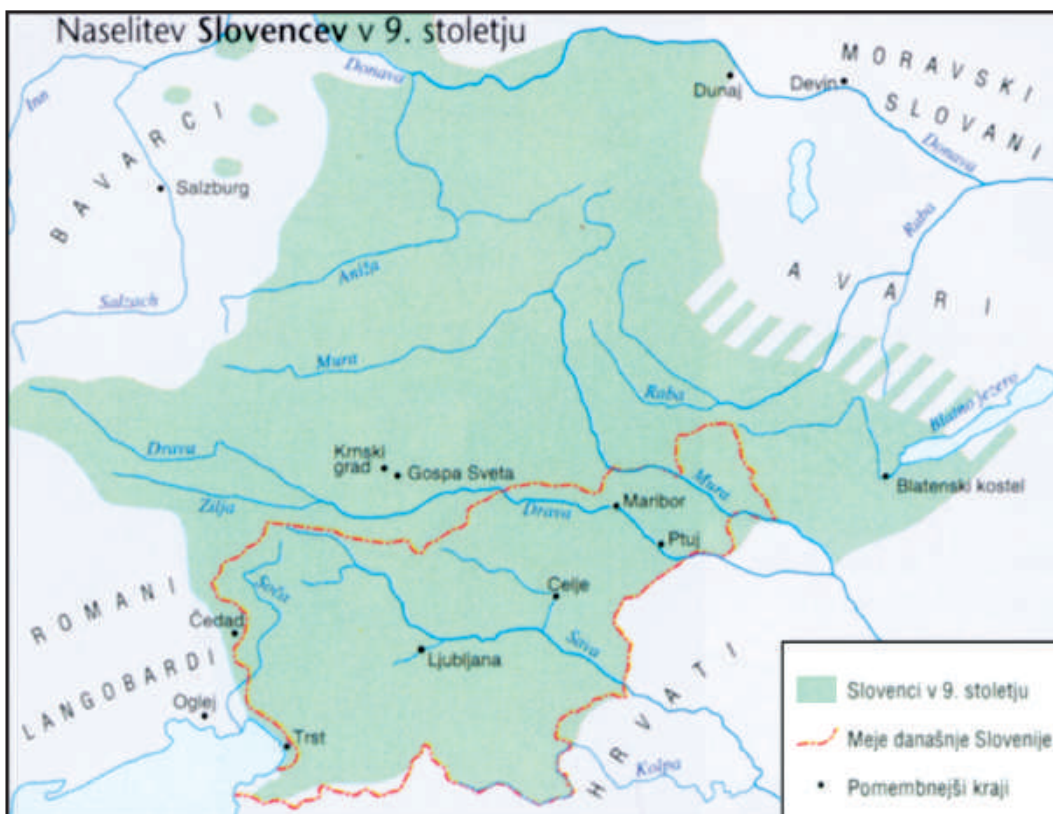 Naselitev Slovencev v 9. stoletju
Inn
Donava
Dunaj
Devin
MORAVSKI
SLOVANI
Donava
BAVARCI
Salzburg
Salzach
Aniža
Raba
AVARI
Mura
Raba
Blatno jezero
Drava
Krnski
grad
Gospa Sveta
Zilja
Drava
Maribor
Mura
Blatenski kostel
Ptuj
ROMANI
LANGOBARDI
Soča
Čedad
Celje
Ljubljana
Sava
Oglej
Trst
HRVATI
Kolpa
Slovenci v 9. stoletju
Meje današnje Slovenije
Pomembnejši kraji